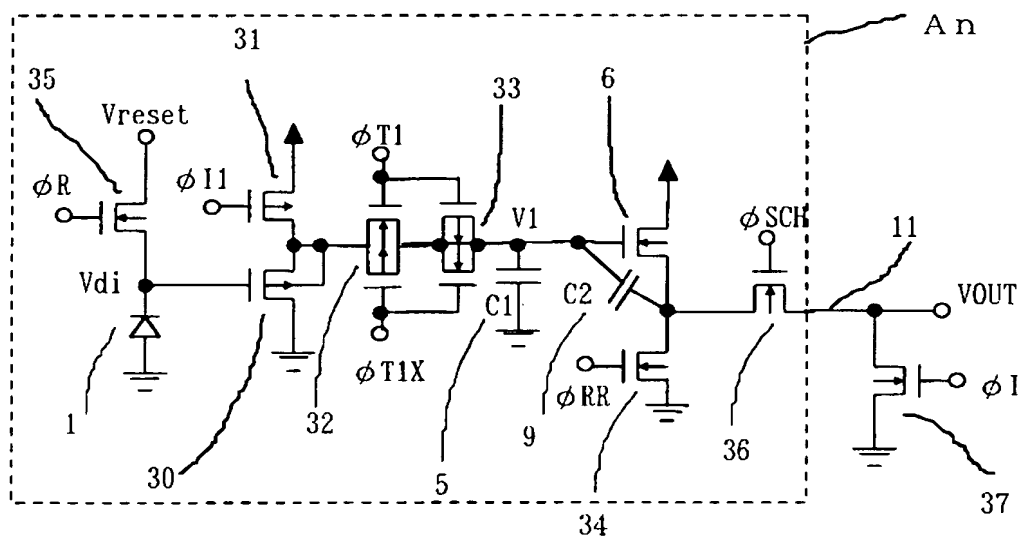 An
31
35
Vreset
6
33
φT1
φR
φI1
V1
φSCH
11
Vdi
C2
VOUT
C1
φT1X
φRR
φI
1
32
9
36
30
5
34
37